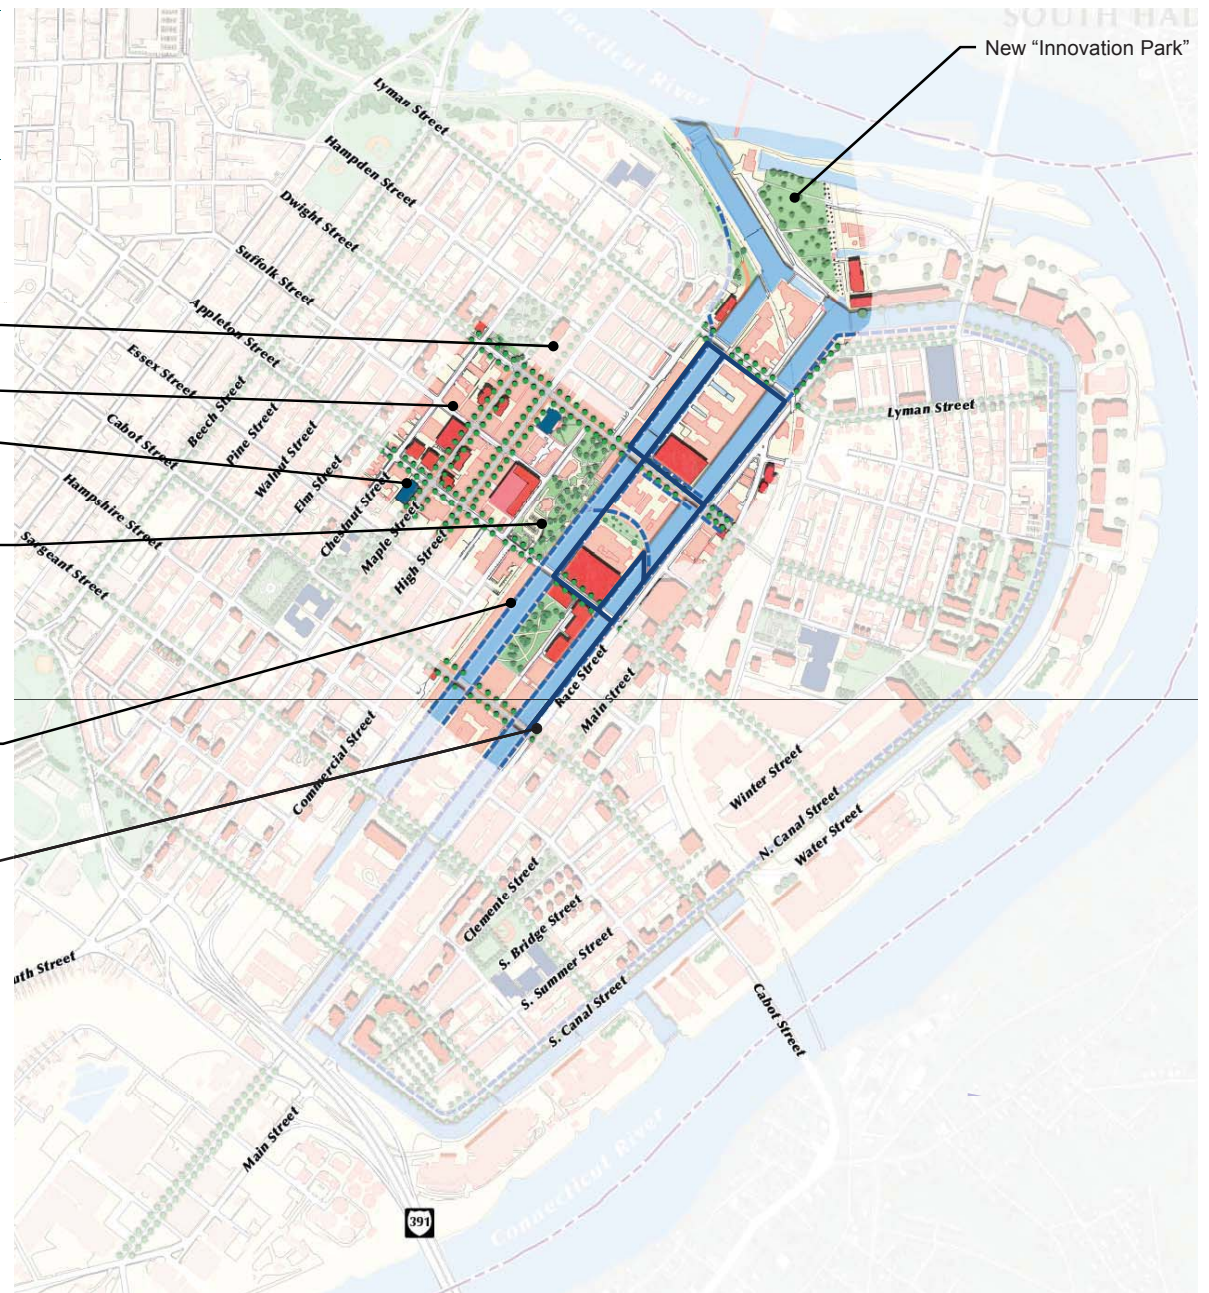 SOUTH HAD
New “Innovation Park”
Connecticut River
Lyman Street
Hampden Street
Dwight Street
Suffolk Street
Appleton Street
Essex Street
Beech Street
Cabot Street
Pine Street
Walnut Street
Elm Street
Hampshire Street
Chestnut Street
Maple Street
Sargeant Street
High Street
Lyman Street
Race Street
Main Street
Commercial Street
Winter Street
N. Canal Street
Water Street
Clemente Street
S. Bridge Street
S. Summer Street
S. Canal Street
Cabot Street
uth Street
Main Street
Connecticut River
391